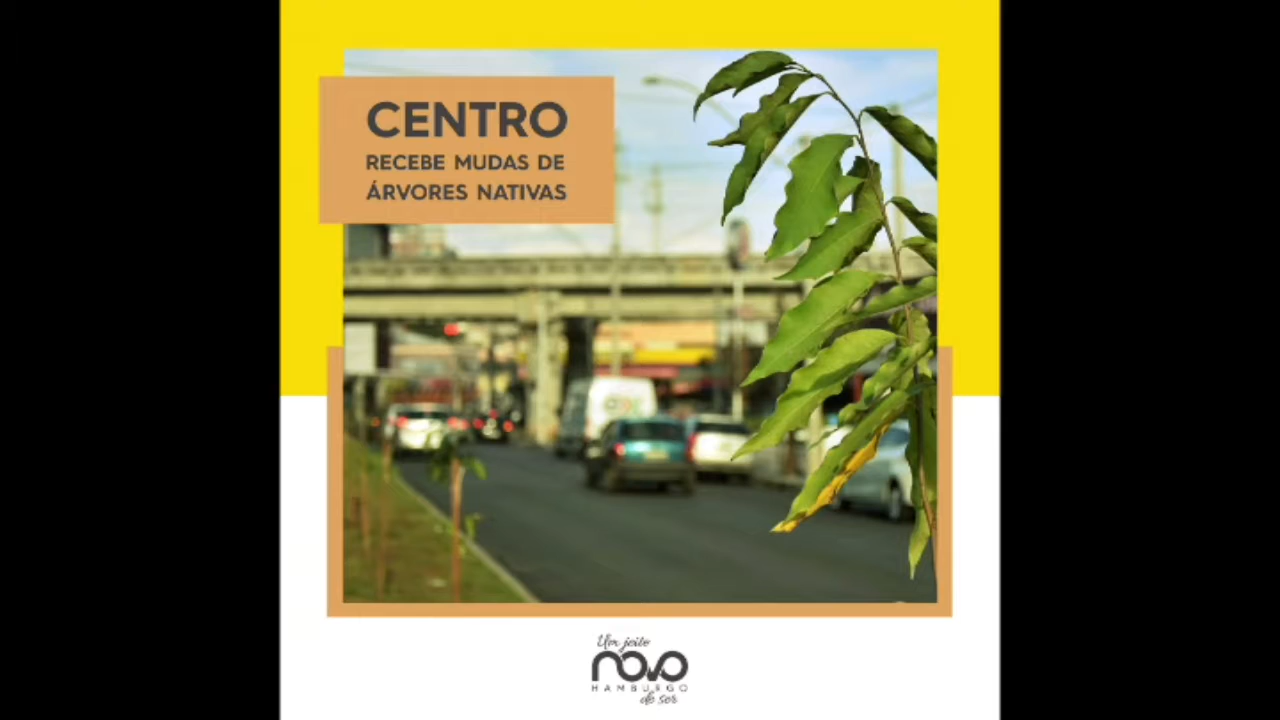 CENTRO
RECEBE MUDAS DE
ÁRVORES NATIVAS
Um jeito
NOVO
HAMBURGO
de ser